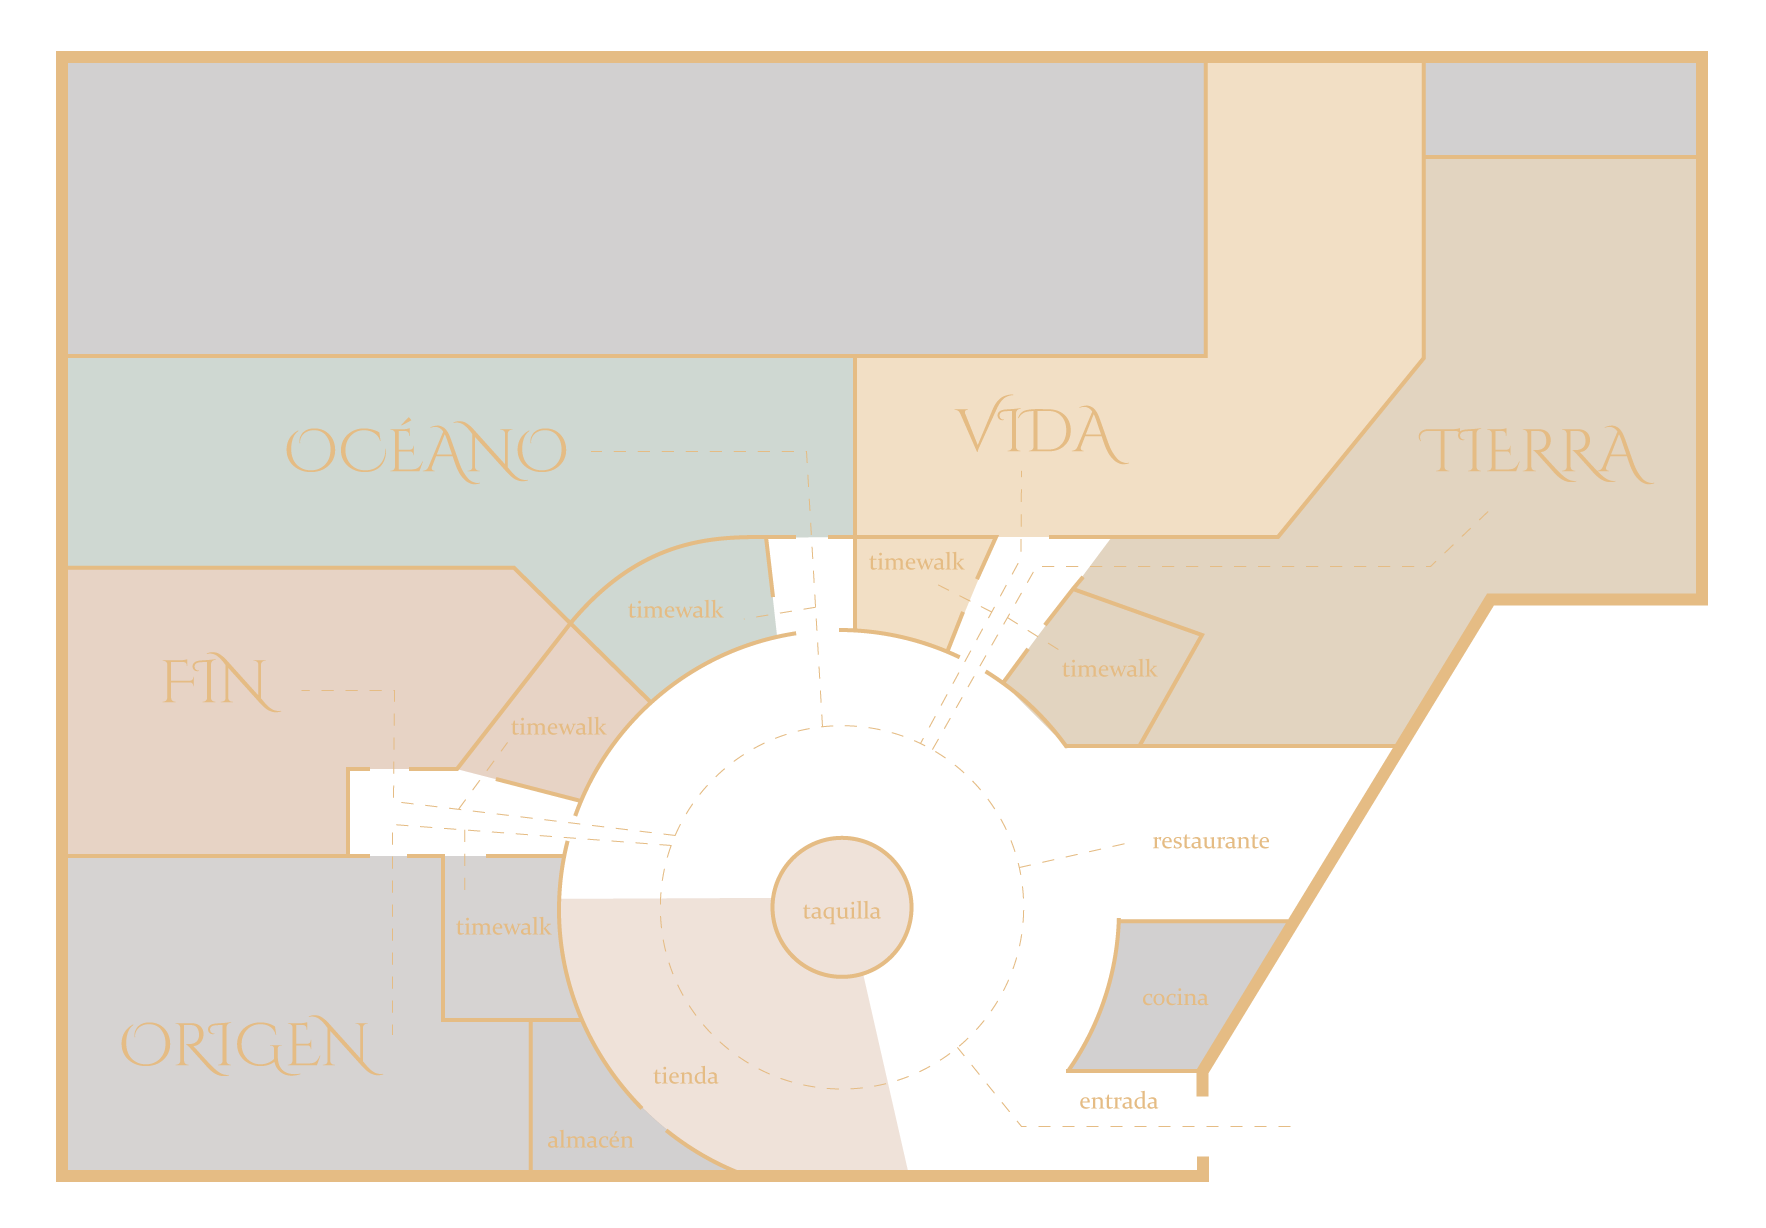 OCÉANO
VIDA
TIERRA
timewalk
timewalk
timewalk
FIN
timewalk
restaurante
taquilla
timewalk
cocina
ORIGEN
tienda
entrada
almacén